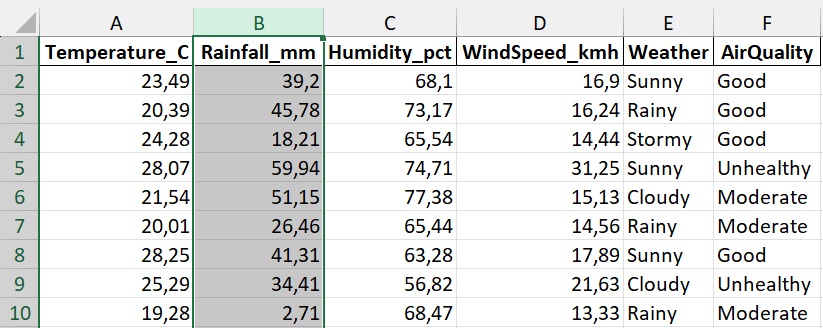 A B C D E F
1 Temperature_C Rainfall_mm Humidity_pct WindSpeed_kmh Weather AirQuality
2 23,49 39,2 68,1 16,9 Sunny Good
3 20,39 45,78 73,17 16,24 Rainy Good
4 24,28 18,21 65,54 14,44 Stormy Good
5 28,07 59,94 74,71 31,25 Sunny Unhealthy
6 21,54 51,15 77,38 15,13 Cloudy Moderate
7 20,01 26,46 65,44 14,56 Rainy Moderate
8 28,25 41,31 63,28 17,89 Sunny Good
9 25,29 34,41 56,82 21,63 Cloudy Unhealthy
10 19,28 2,71 68,47 13,33 Rainy Moderate